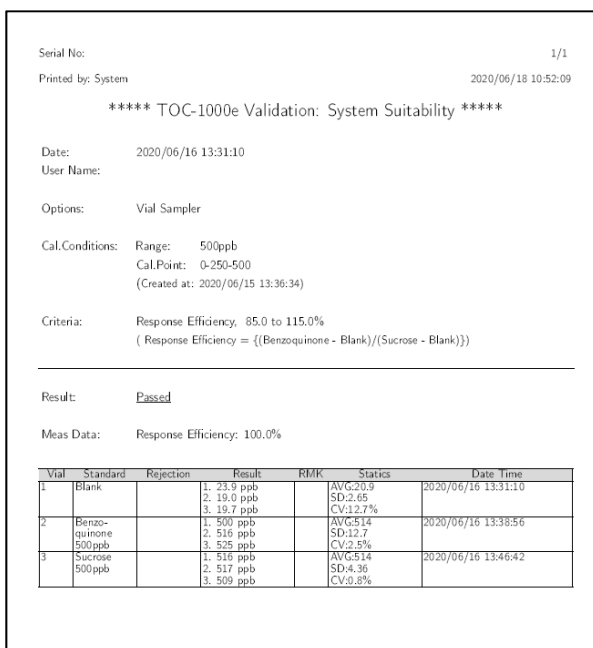 Serial No: 1/1
Printed by: System 2020/06/18 10:52:09
***** TOC-1000e Validation: System Suitability *****
Date: 2020/06/16 13:31:10
User Name:
Options: Vial Sampler
Cal.Conditions: Range: 500ppb
Cal.Point: 0-250-500
(Created at: 2020/06/15 13:36:34)
Criteria: Response Efficiency, 85.0 to 115.0%
( Response Efficiency = {(Benzoquinone - Blank)/(Sucrose - Blank)})
Result: Passed
Meas Data: Response Efficiency: 100.0%
Vial Standard Rejection Result RMK Statics Date Time
1 Blank 1. 23.9 ppb AVG:20.9 2020/06/16 13:31:10
2. 19.0 ppb SD:2.65
3. 19.7 ppb CV:12.7%
2 Benzo- 1. 500 ppb AVG:514 2020/06/16 13:38:56
quinone 2. 516 ppb SD:12.7
500ppb 3. 525 ppb CV:2.5%
3 Sucrose 1. 516 ppb AVG:514 2020/06/16 13:46:42
500ppb 2. 517 ppb SD:4.36
3. 509 ppb CV:0.8%